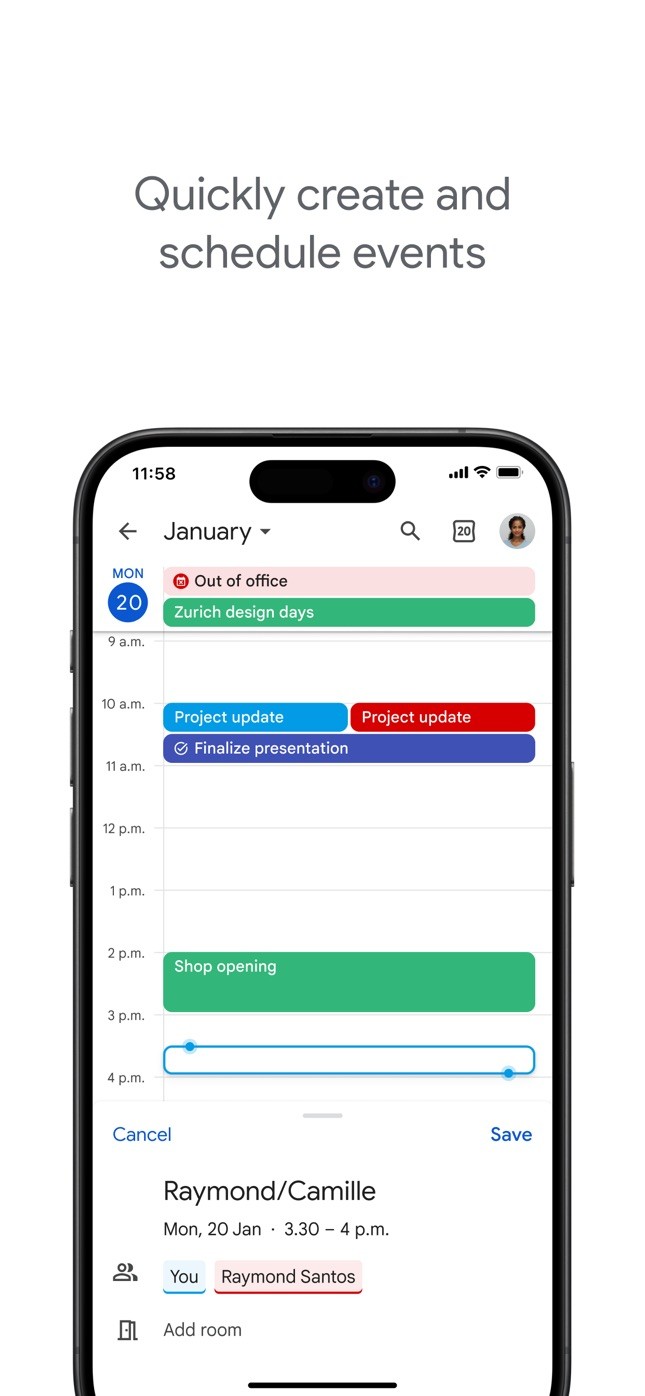 Quickly create and
schedule events
11:58
January
20
MON
20
Out of office
Zurich design days
9 a.m.
10 a.m.
Project update
Project update
Finalize presentation
11 a.m.
12 p.m.
1 p.m.
2 p.m.
Shop opening
3 p.m.
4 p.m.
Cancel
Save
Raymond/Camille
Mon, 20 Jan · 3.30 – 4 p.m.
You
Raymond Santos
Add room